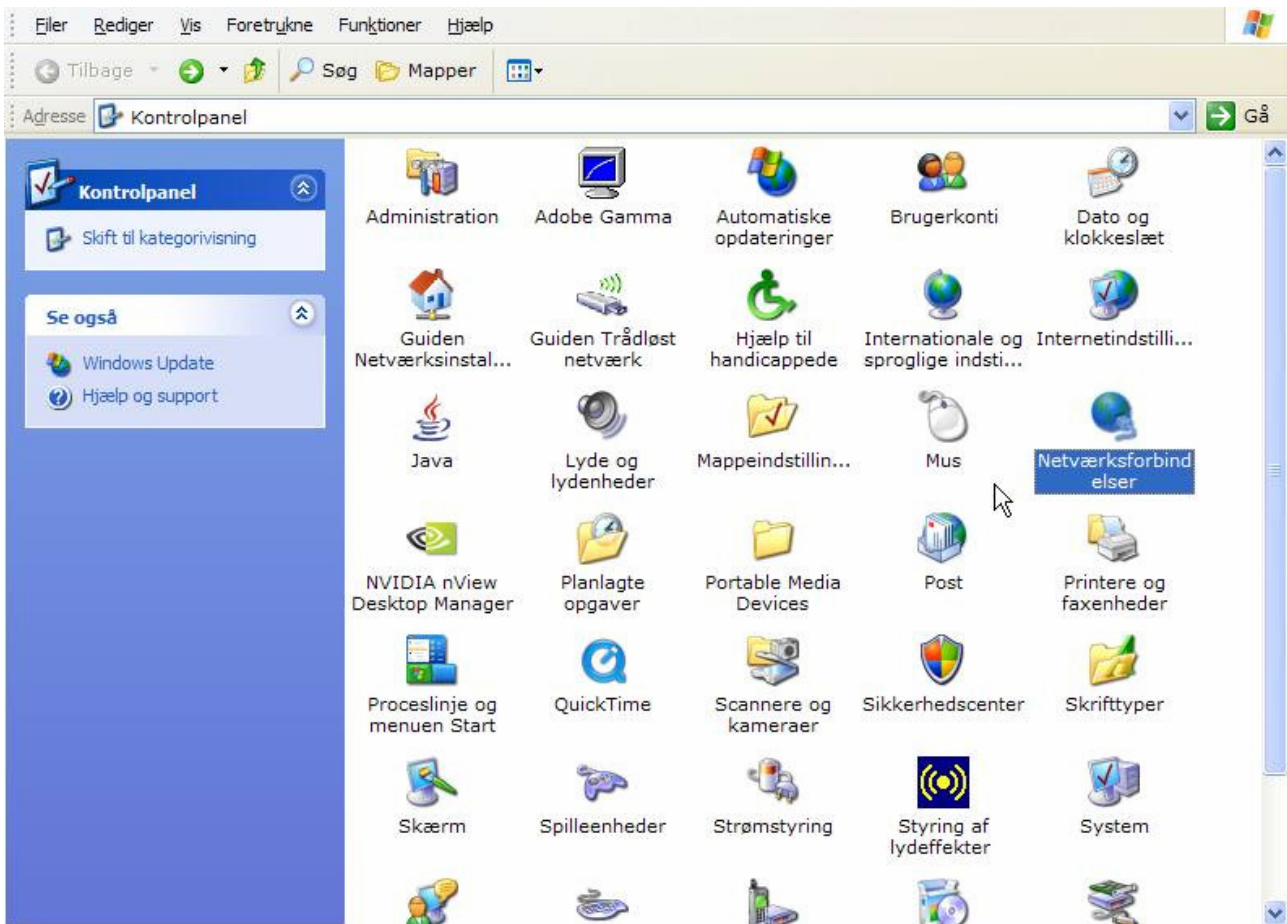 Filer Rediger Vis Foretrukne Funktioner Hjælp
Tilbage Søg Mapper
Adresse Kontrolpanel Gå
Kontrolpanel
Skift til kategorivisning
Se også
Windows Update
Hjælp og support
Administration Adobe Gamma Automatiske Brugerkonti Dato og
opdateringer klokkeslæt
Guiden Guiden Trådløst Hjælp til Internationale og Internetindstilli...
Netværksinstal... netværk handicappede sproglige indsti...
Java Lyde og Mappeindstillin... Mus Netværksforbind
lydenheder elser
NVIDIA nView Planlagte Portable Media Post Printere og
Desktop Manager opgaver Devices faxenheder
Proceslinje og QuickTime Scannere og Sikkerhedscenter Skrifttyper
menuen Start kameraer
Skærm Spilleenheder Strømstyring Styring af System
lydeffekter